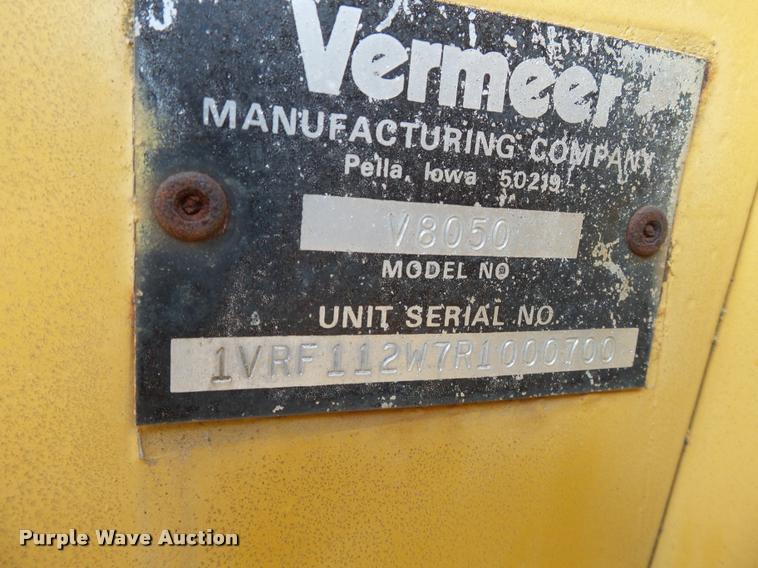 Vermeer
MANUFACTURING COMPANY
Pella, Iowa 50219
V8050
MODEL NO
UNIT SERIAL NO
1VRF112W7R1000700
Purple Wave Auction